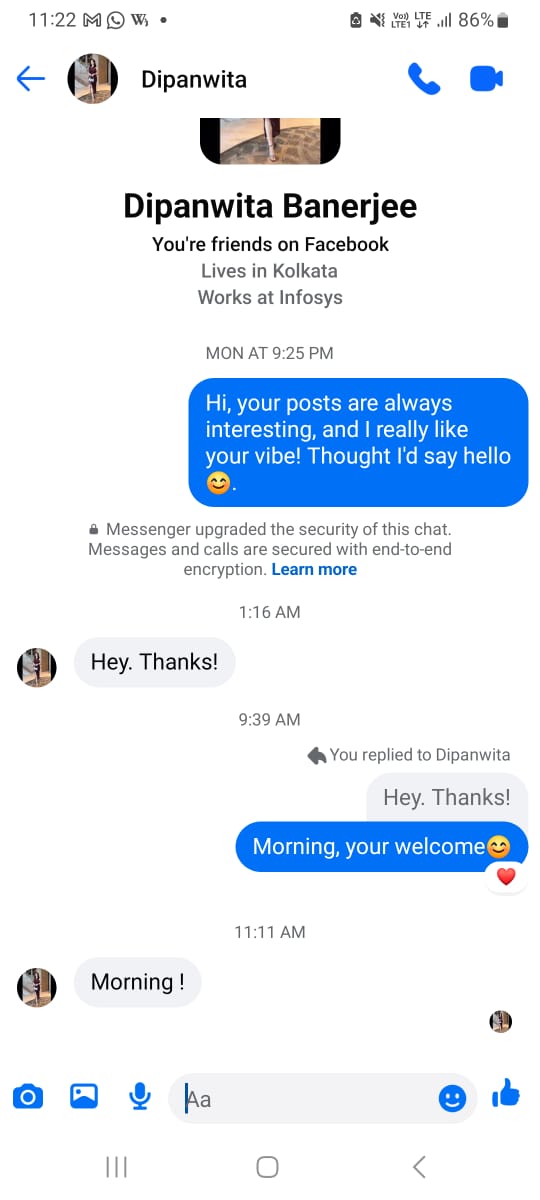 11:22
Vo)) LTE
LTE1 86%
Dipanwita
Dipanwita Banerjee
You're friends on Facebook
Lives in Kolkata
Works at Infosys
MON AT 9:25 PM
Hi, your posts are always
interesting, and I really like
your vibe! Thought I'd say hello
😊.
Messenger upgraded the security of this chat.
Messages and calls are secured with end-to-end
encryption. Learn more
1:16 AM
Hey. Thanks!
9:39 AM
You replied to Dipanwita
Hey. Thanks!
Morning, your welcome😊
❤️
11:11 AM
Morning !
Aa